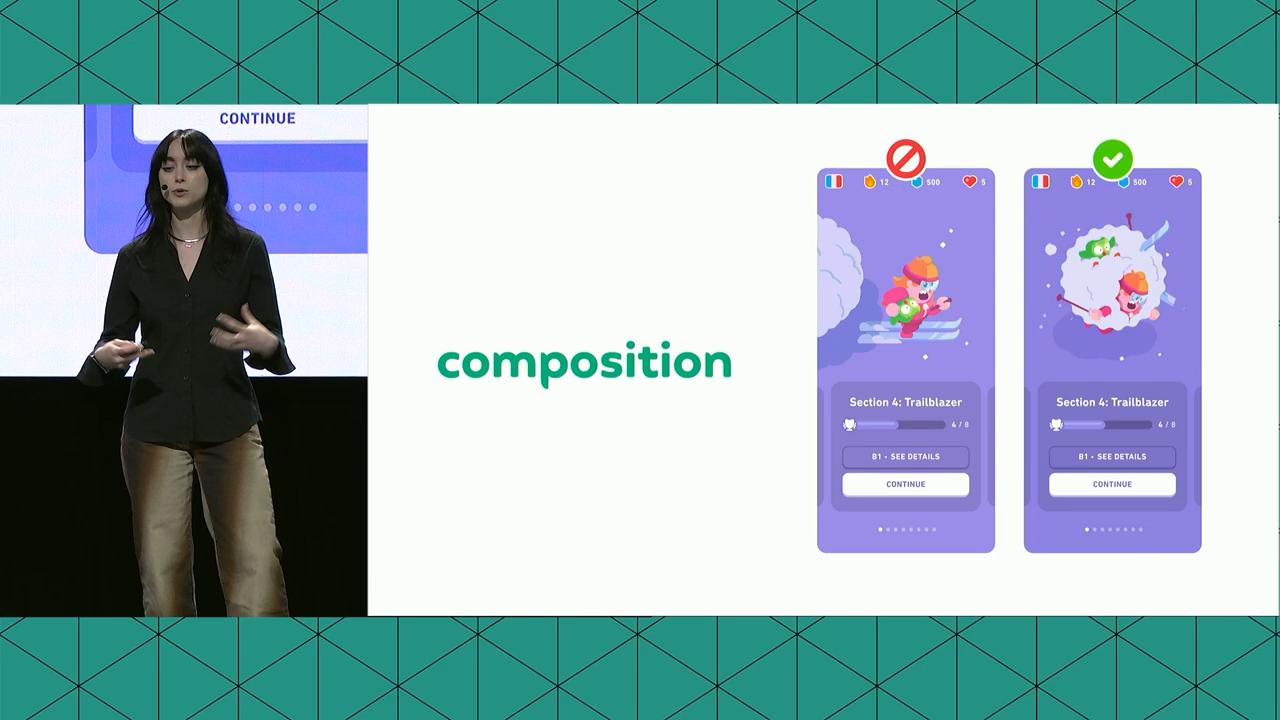 CONTINUE
composition
12
500
5
Section 4: Trailblazer
4 / 8
B1 • SEE DETAILS
CONTINUE
12
500
5
Section 4: Trailblazer
4 / 8
B1 • SEE DETAILS
CONTINUE